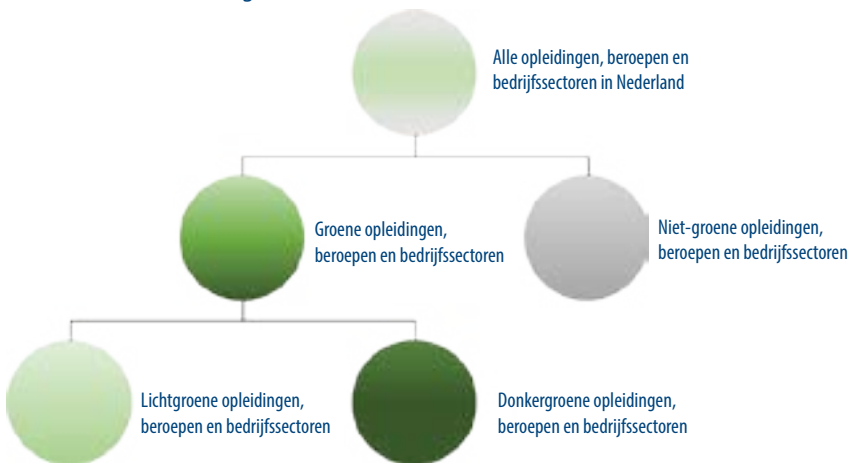 Alle opleidingen, beroepen en
bedrijfssectoren in Nederland
Groene opleidingen,
beroepen en bedrijfssectoren
Niet-groene opleidingen,
beroepen en bedrijfssectoren
Lichtgroene opleidingen,
beroepen en bedrijfssectoren
Donkergroene opleidingen,
beroepen en bedrijfssectoren